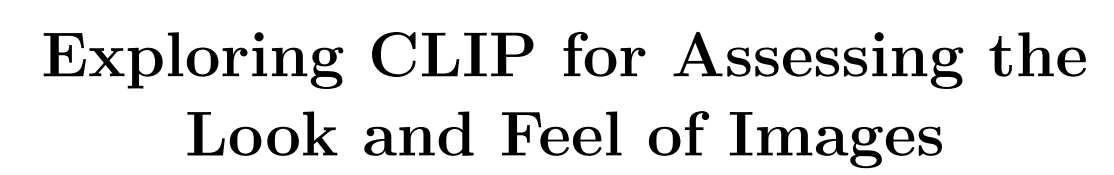 Exploring CLIP for Assessing the
Look and Feel of Images